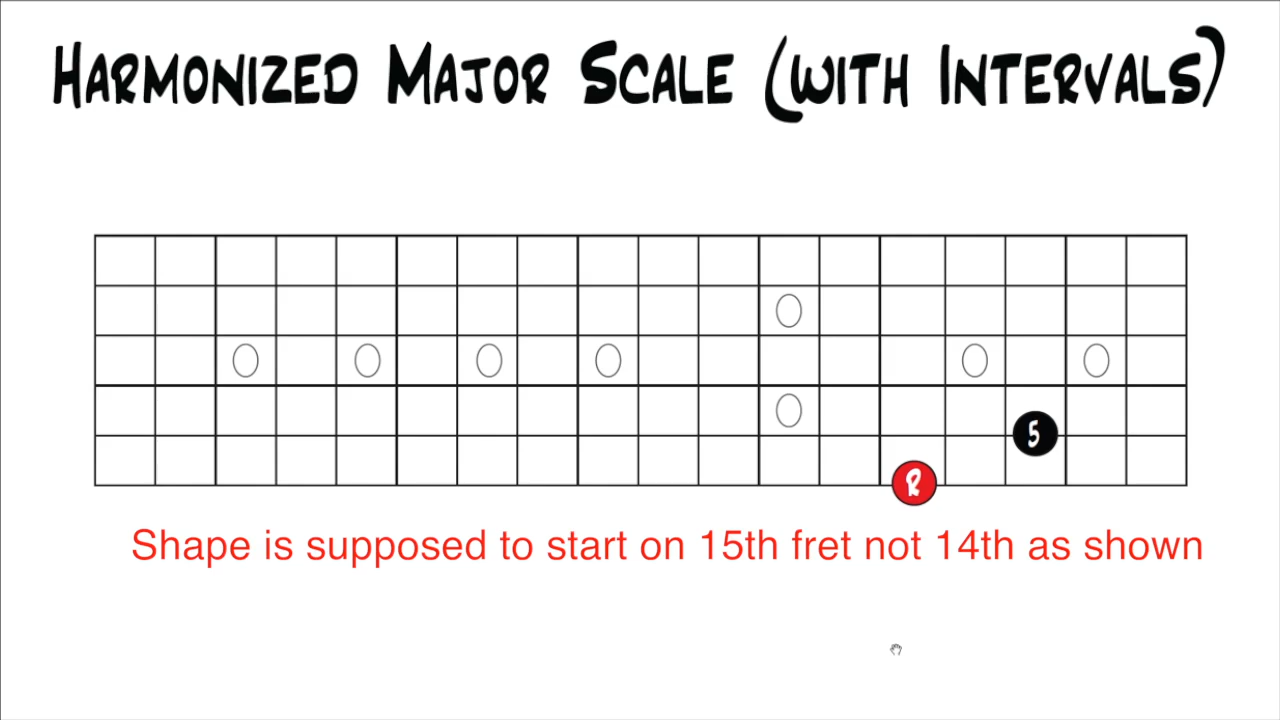 Harmonized Major Scale (with Intervals)
5
R
Shape is supposed to start on 15th fret not 14th as shown